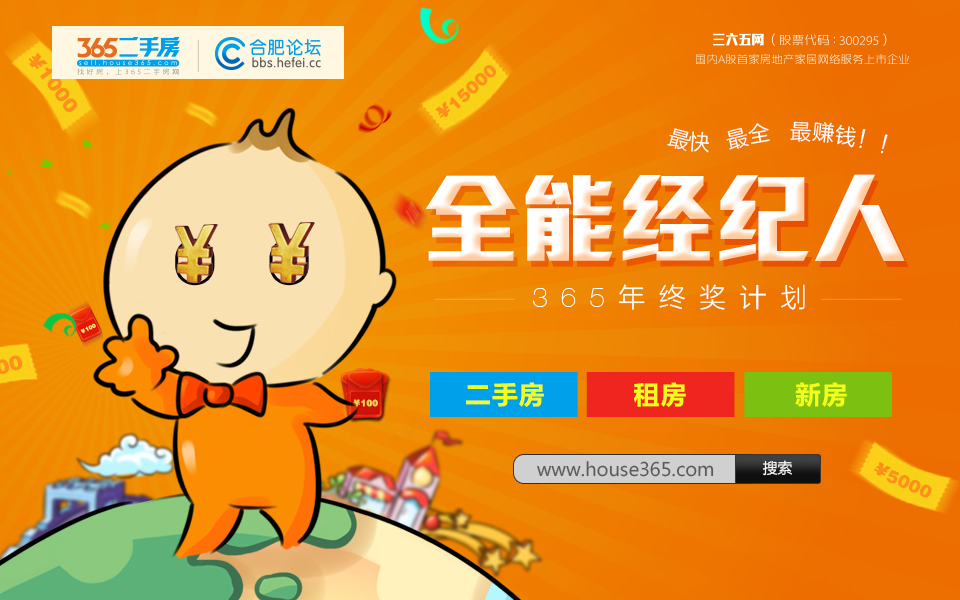 365二手房
sell.house365.com
找好房，上365二手房网
合肥论坛
bbs.hefei.cc
三六五网（股票代码：300295）
国内A股首家房地产家居网络服务上市企业
¥10000
¥15000
最快 最全 最赚钱！！
全能经纪人
365年终奖计划
¥100
00
¥100
二手房
租房
新房
www.house365.com
搜索
¥5000